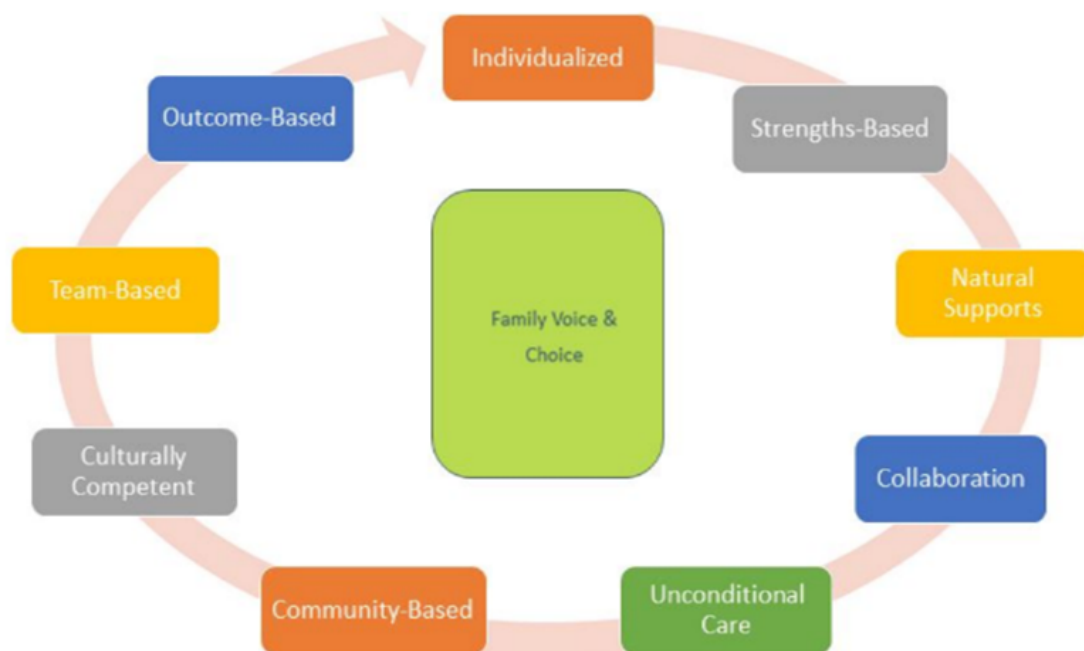 Individualized
Strengths-Based
Natural
Supports
Collaboration
Unconditional
Care
Community-Based
Culturally
Competent
Team-Based
Outcome-Based
Family Voice &
Choice